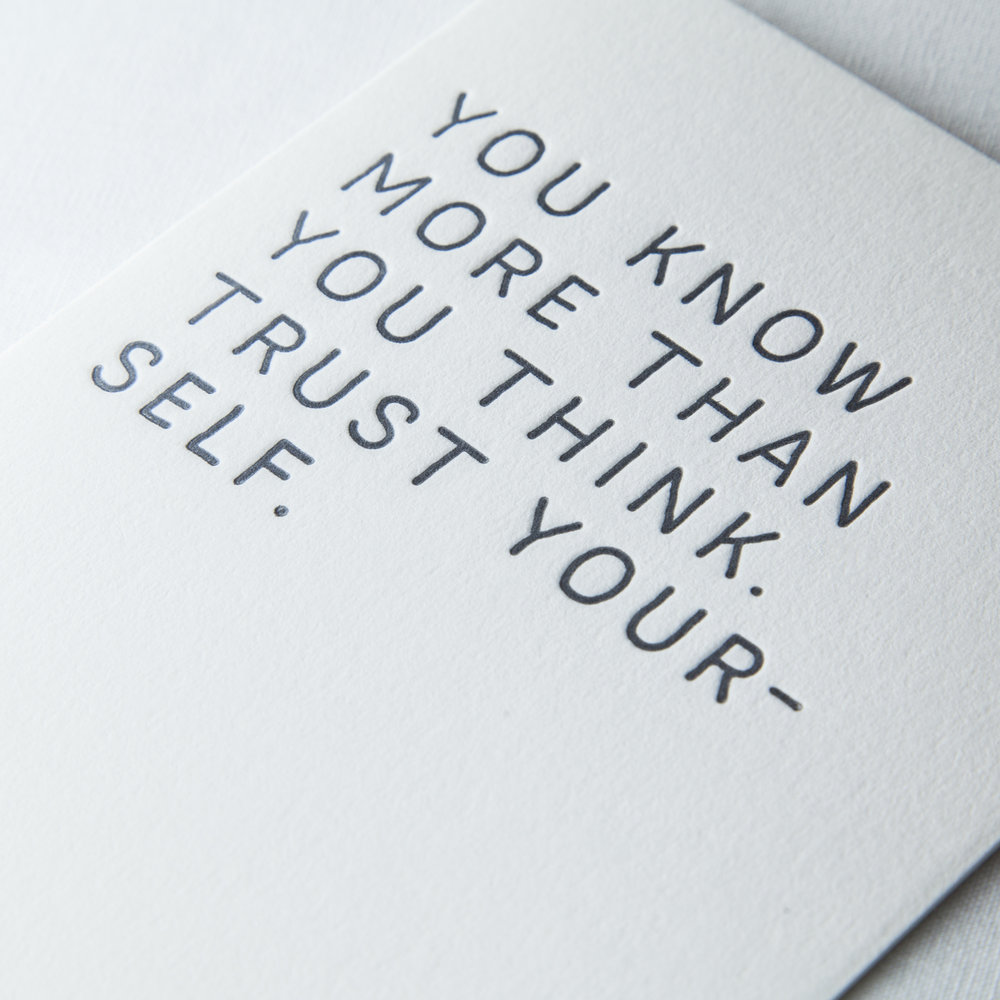 YOU KNOW
MORE THAN
YOU THINK.
TRUST YOUR-
SELF.